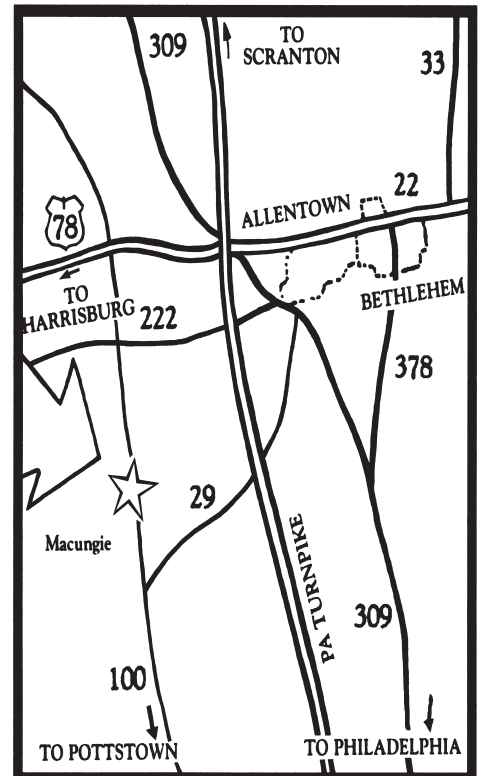 309
TO
SCRANTON
33
22
ALLENTOWN
78
TO
HARRISBURG
222
BETHLEHEM
378
29
Macungie
PA TURNPIKE
309
100
TO POTTSTOWN
TO PHILADELPHIA